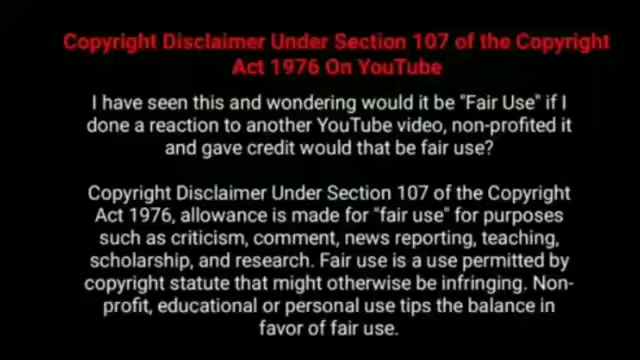 Copyright Disclaimer Under Section 107 of the Copyright
Act 1976 On YouTube
I have seen this and wondering would it be "Fair Use" if I
done a reaction to another YouTube video, non-profited it
and gave credit would that be fair use?
Copyright Disclaimer Under Section 107 of the Copyright
Act 1976, allowance is made for "fair use" for purposes
such as criticism, comment, news reporting, teaching,
scholarship, and research. Fair use is a use permitted by
copyright statute that might otherwise be infringing. Non-
profit, educational or personal use tips the balance in
favor of fair use.